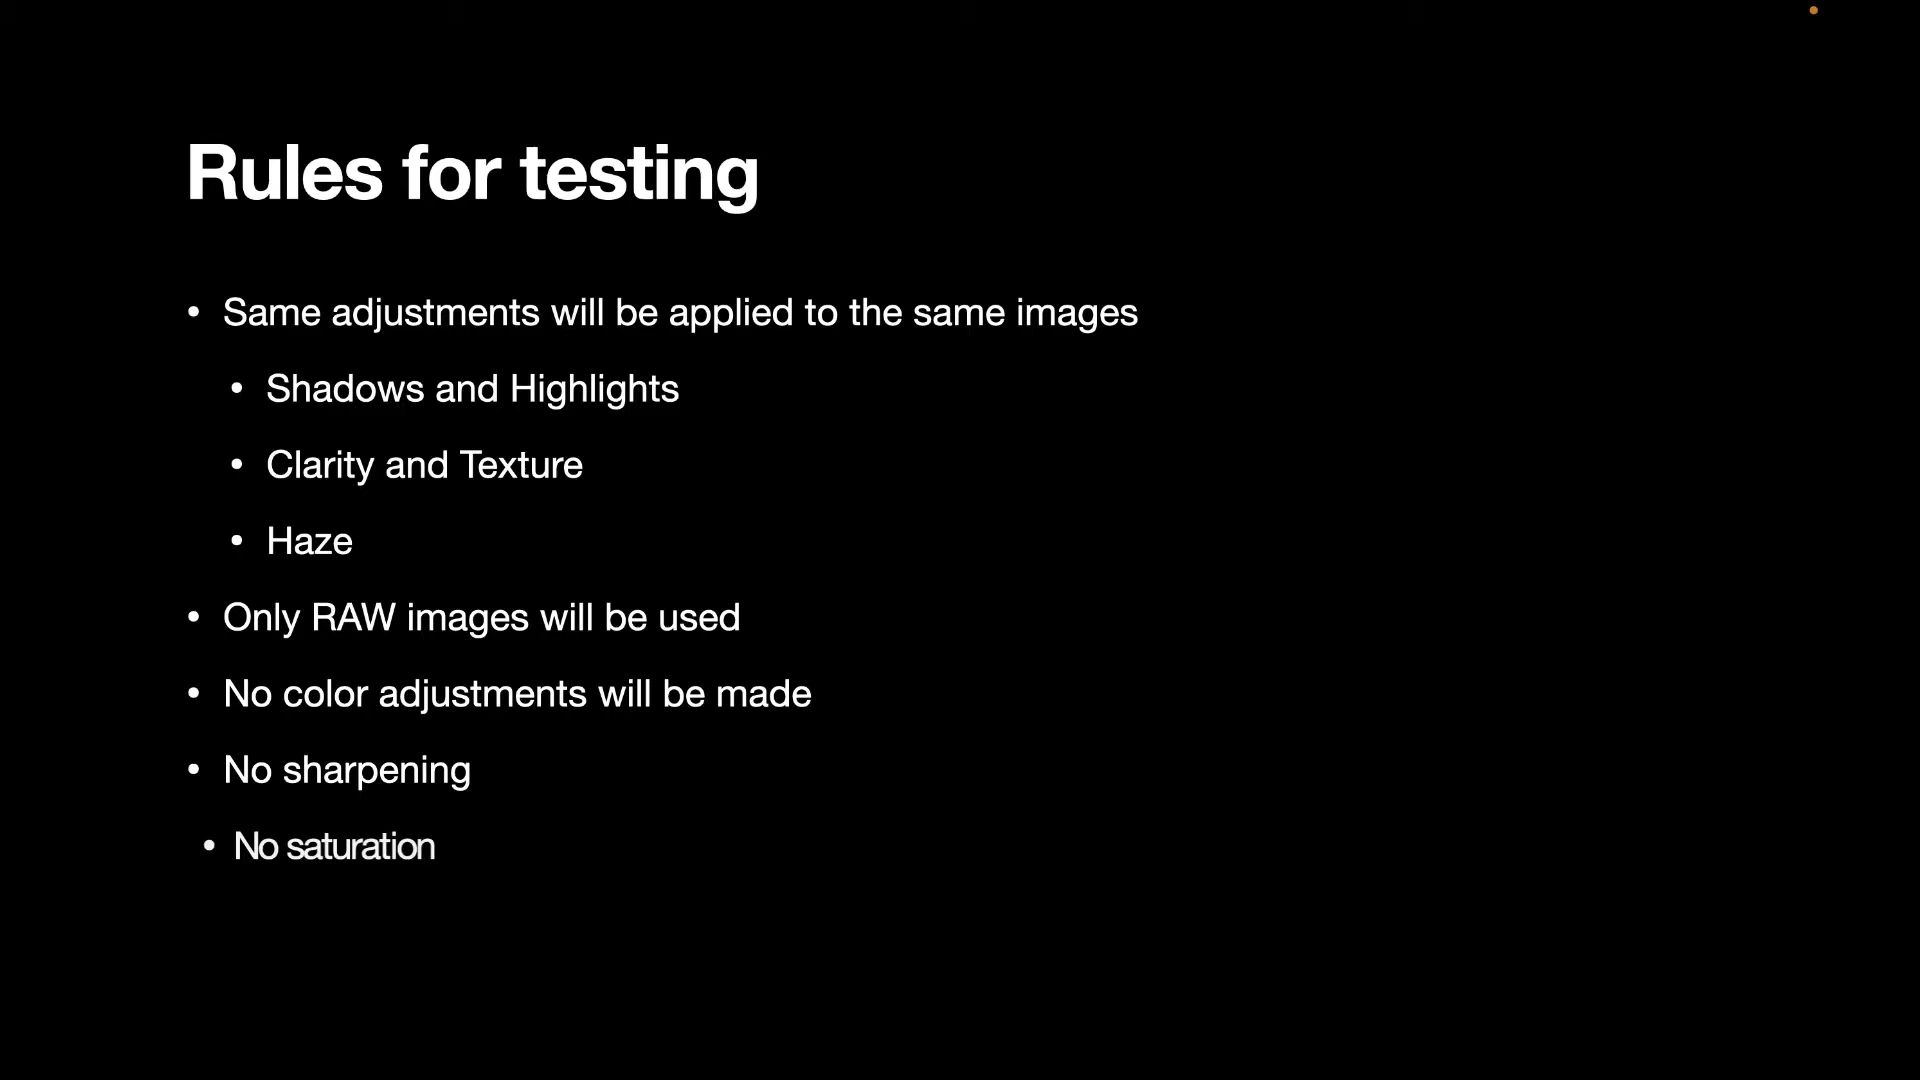 Rules for testing
• Same adjustments will be applied to the same images
• Shadows and Highlights
• Clarity and Texture
• Haze
• Only RAW images will be used
• No color adjustments will be made
• No sharpening
• No saturation